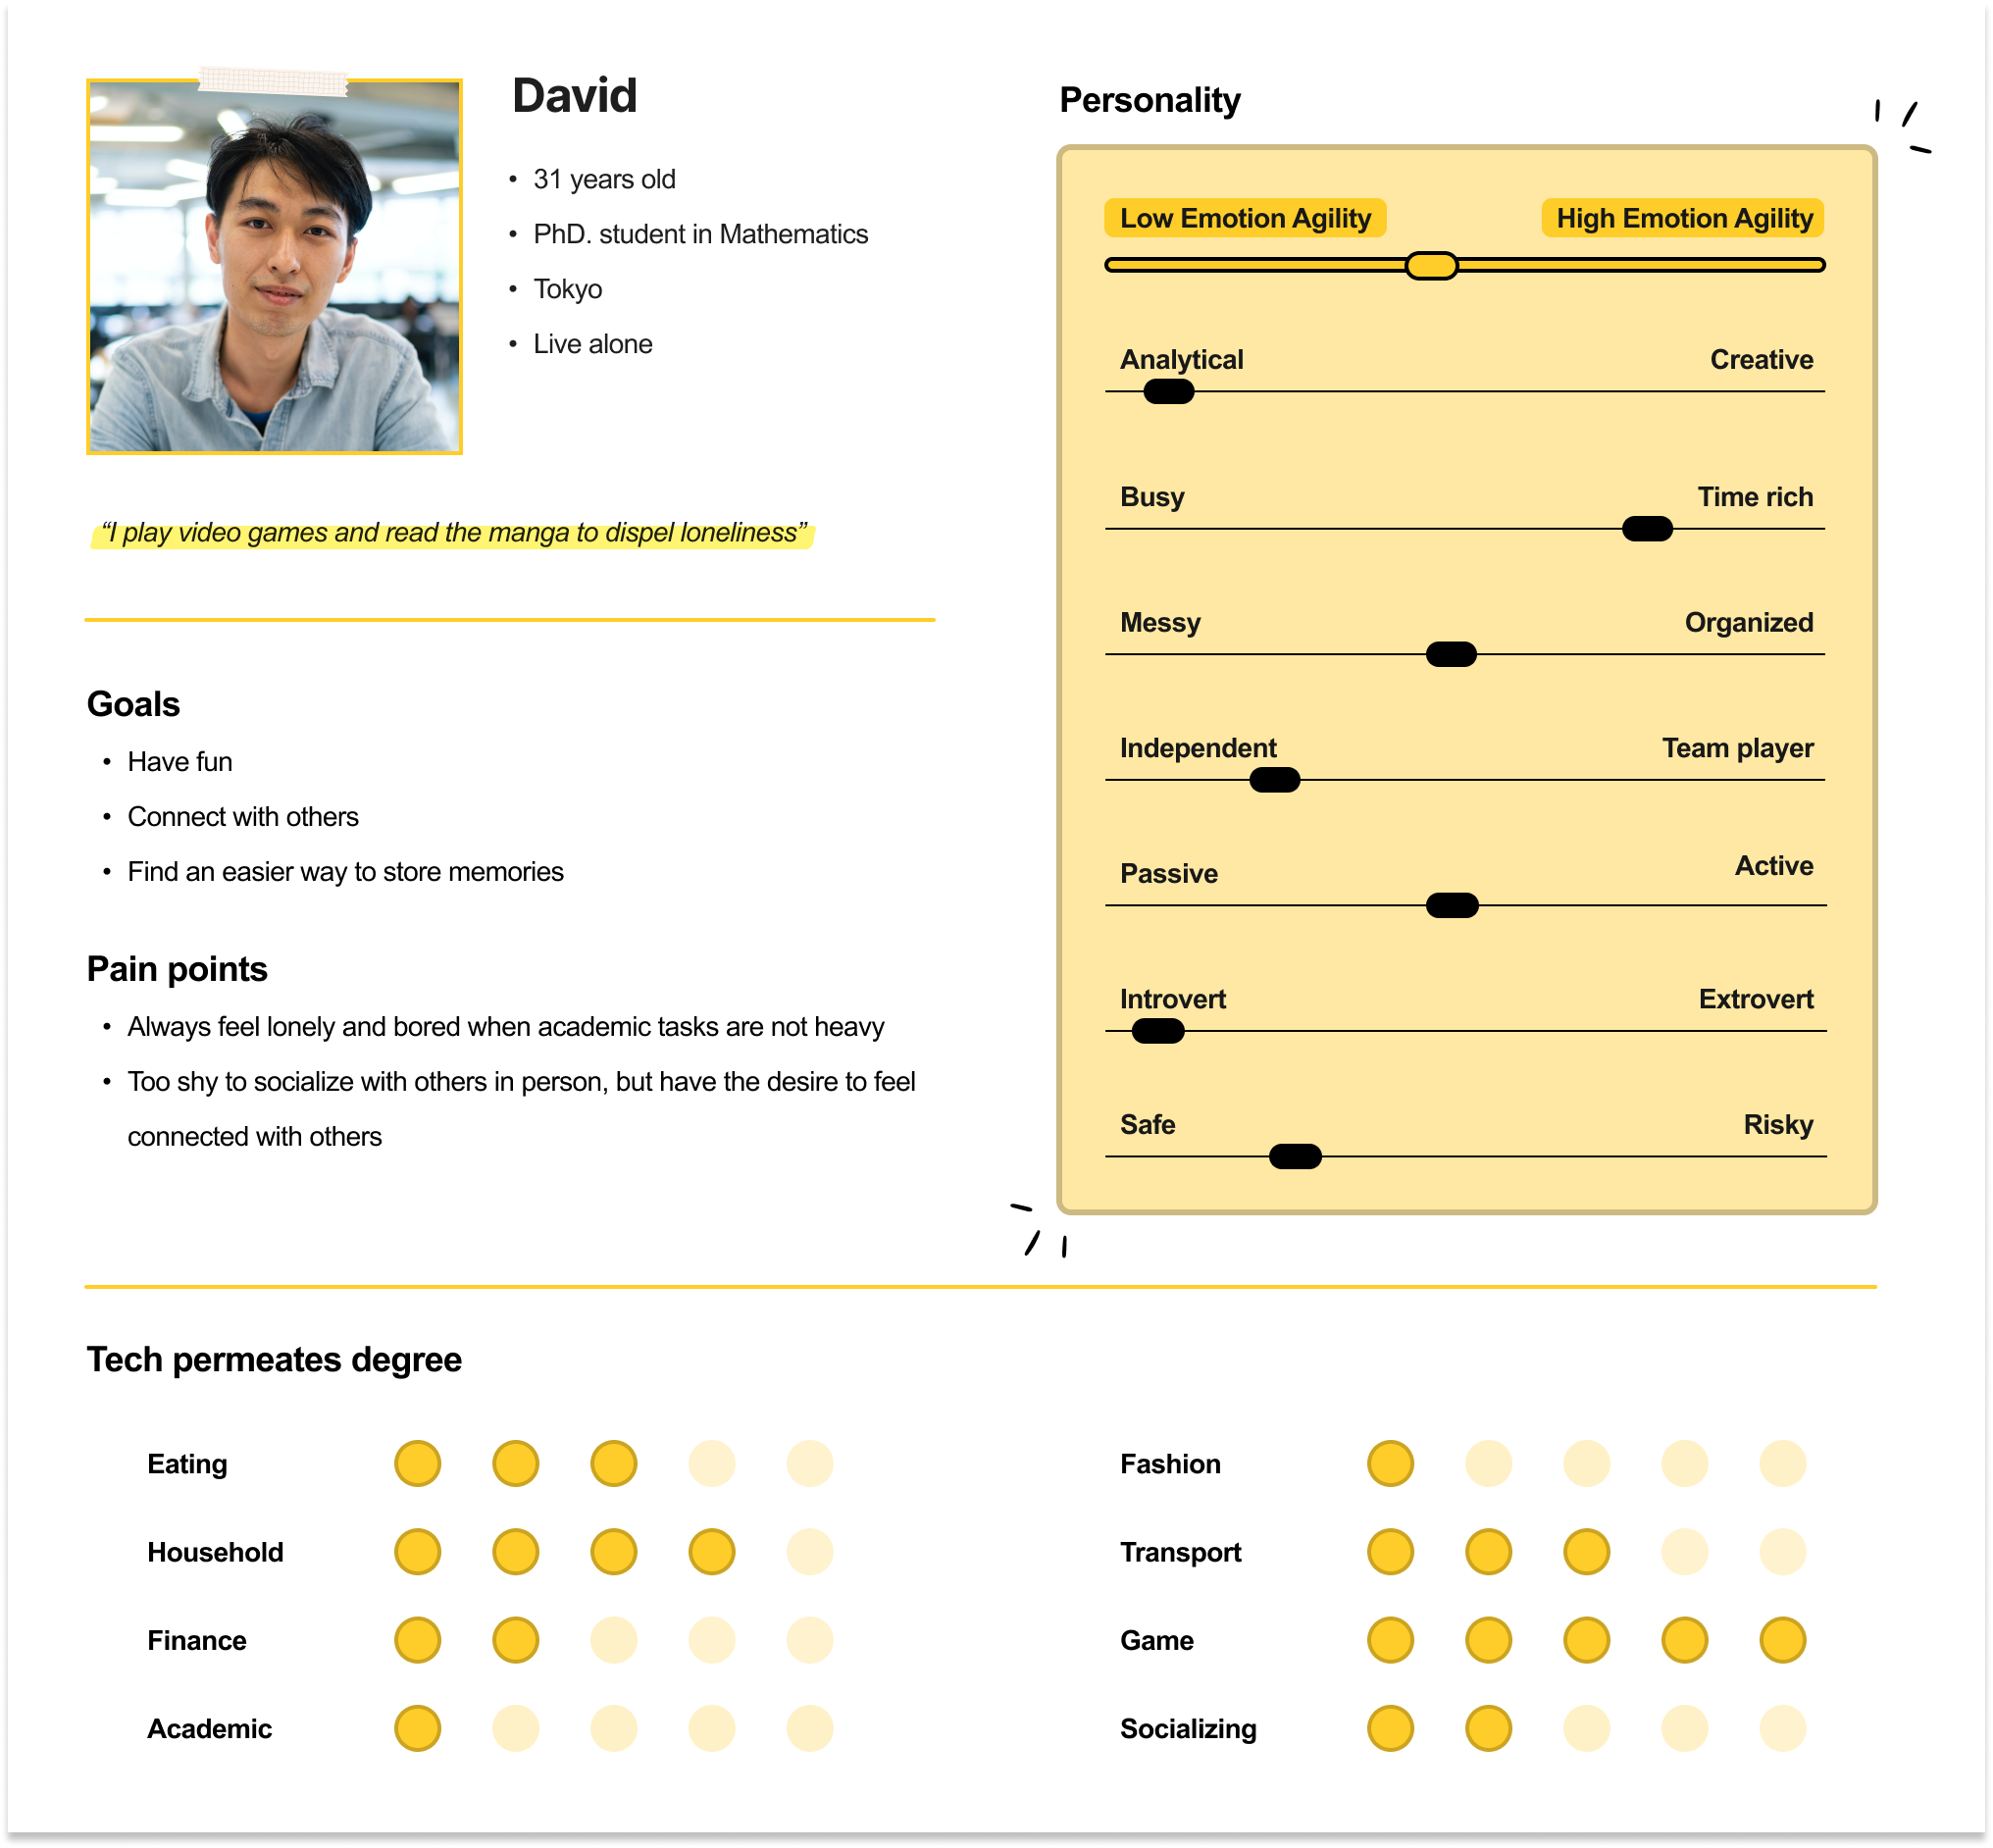 David
• 31 years old
• PhD. student in Mathematics
• Tokyo
• Live alone
“I play video games and read the manga to dispel loneliness”
Goals
• Have fun
• Connect with others
• Find an easier way to store memories
Pain points
• Always feel lonely and bored when academic tasks are not heavy
• Too shy to socialize with others in person, but have the desire to feel
connected with others
Personality
Low Emotion Agility High Emotion Agility
Analytical Creative
Busy Time rich
Messy Organized
Independent Team player
Passive Active
Introvert Extrovert
Safe Risky
Tech permeates degree
Eating
Household
Finance
Academic
Fashion
Transport
Game
Socializing